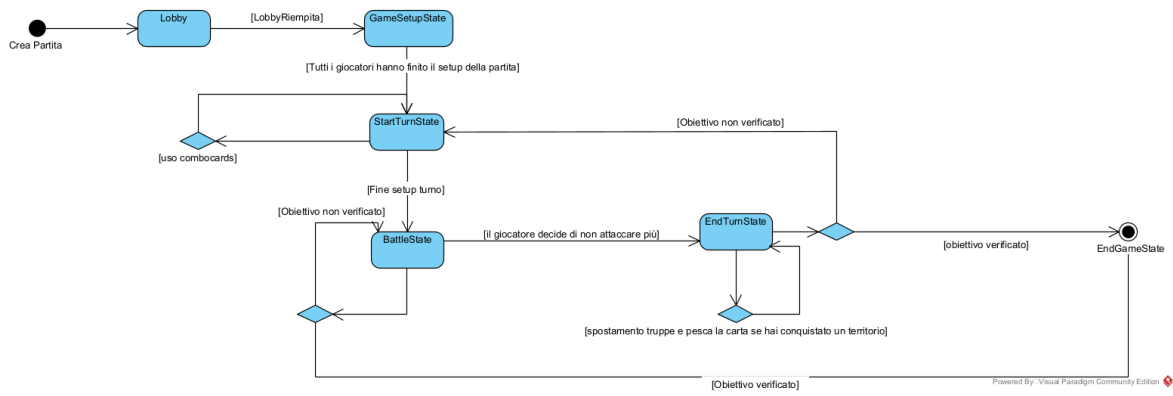 Crea Partita
Lobby
[LobbyRiempita]
GameSetupState
[Tutti i giocatori hanno finito il setup della partita]
StartTurnState
[uso combocards]
[Obiettivo non verificato]
[Fine setup turno]
[Obiettivo non verificato]
BattleState
[il giocatore decide di non attaccare più]
EndTurnState
[obiettivo verificato]
EndGameState
[spostamento truppe e pesca la carta se hai conquistato un territorio]
[Obiettivo verificato]
Powered By: Visual Paradigm Community Edition